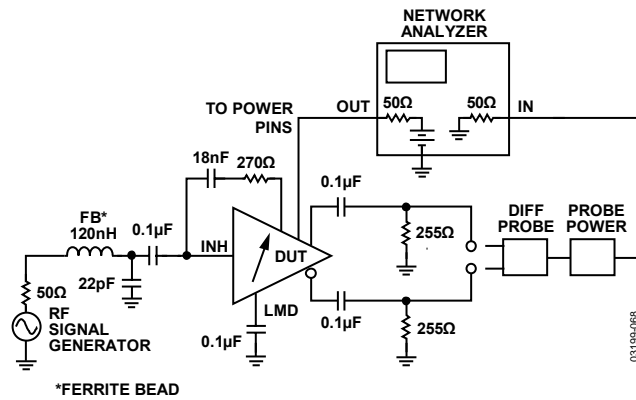 NETWORK
ANALYZER
OUT
50Ω
50Ω
IN
TO POWER
PINS
18nF
270Ω
0.1µF
FB*
120nH
0.1µF
INH
DUT
255Ω
DIFF
PROBE
PROBE
POWER
50Ω
22pF
LMD
0.1µF
0.1µF
255Ω
RF
SIGNAL
GENERATOR
*FERRITE BEAD
03199-068